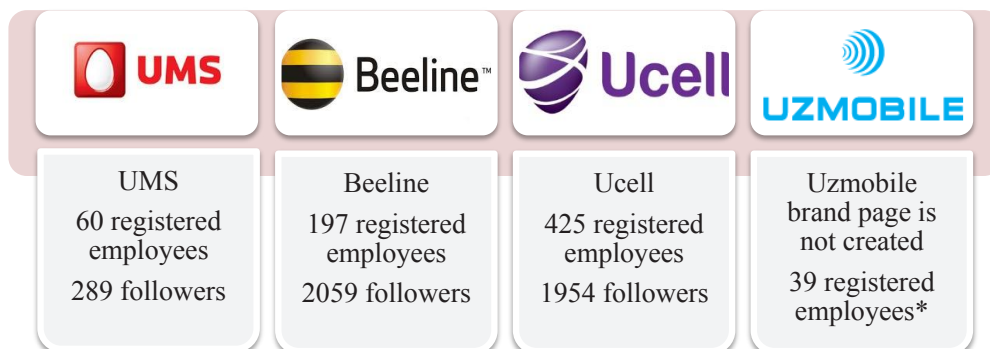 UMS
Beeline™
Ucell
UZMOBILE
UMS
60 registered
employees
289 followers
Beeline
197 registered
employees
2059 followers
Ucell
425 registered
employees
1954 followers
Uzmobile
brand page is
not created
39 registered
employees*